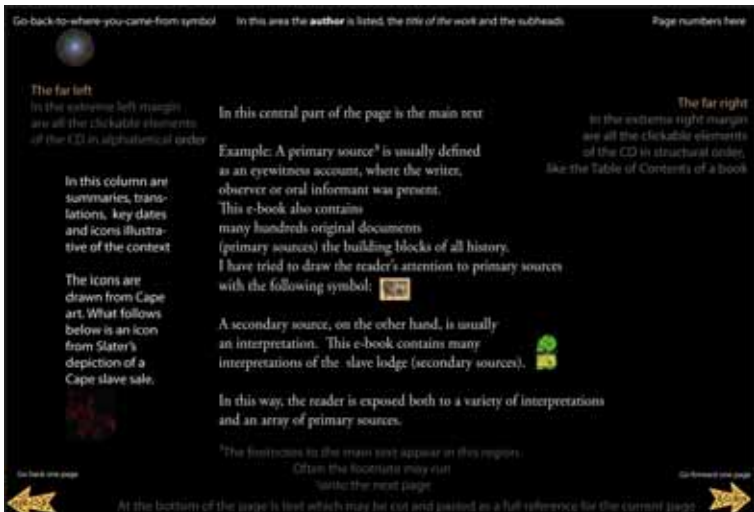 Go-back-to-where-you-came-from symbol
In this area the author is listed, the title of the work and the subheads
Page numbers here
The far left
In the extreme left margin
are all the clickable elements
of the CD in alphabetical order
The far right
In the extreme right margin
are all the clickable elements
of the CD in structural order,
like the Table of Contents of a book
In this column are
summaries, trans-
lations, key dates
and icons illustra-
tive of the context
The icons are
drawn from Cape
art. What follows
below is an icon
from Slater's
depiction of a
Cape slave sale.
In this central part of the page is the main text
Example: A primary source³ is usually defined
as an eyewitness account, where the writer,
observer or oral informant was present.
This e-book also contains
many hundreds original documents
(primary sources) the building blocks of all history.
I have tried to draw the reader's attention to primary sources
with the following symbol:
A secondary source, on the other hand, is usually
an interpretation. This e-book contains many
interpretations of the slave lodge (secondary sources).
In this way, the reader is exposed both to a variety of interpretations
and an array of primary sources.
The footnotes to the main text appear in this region.
Often the footnote may run
onto the next page
Go back one page
Go forward one page
At the bottom of the page is text which may be cut and pasted as a full reference for the current page